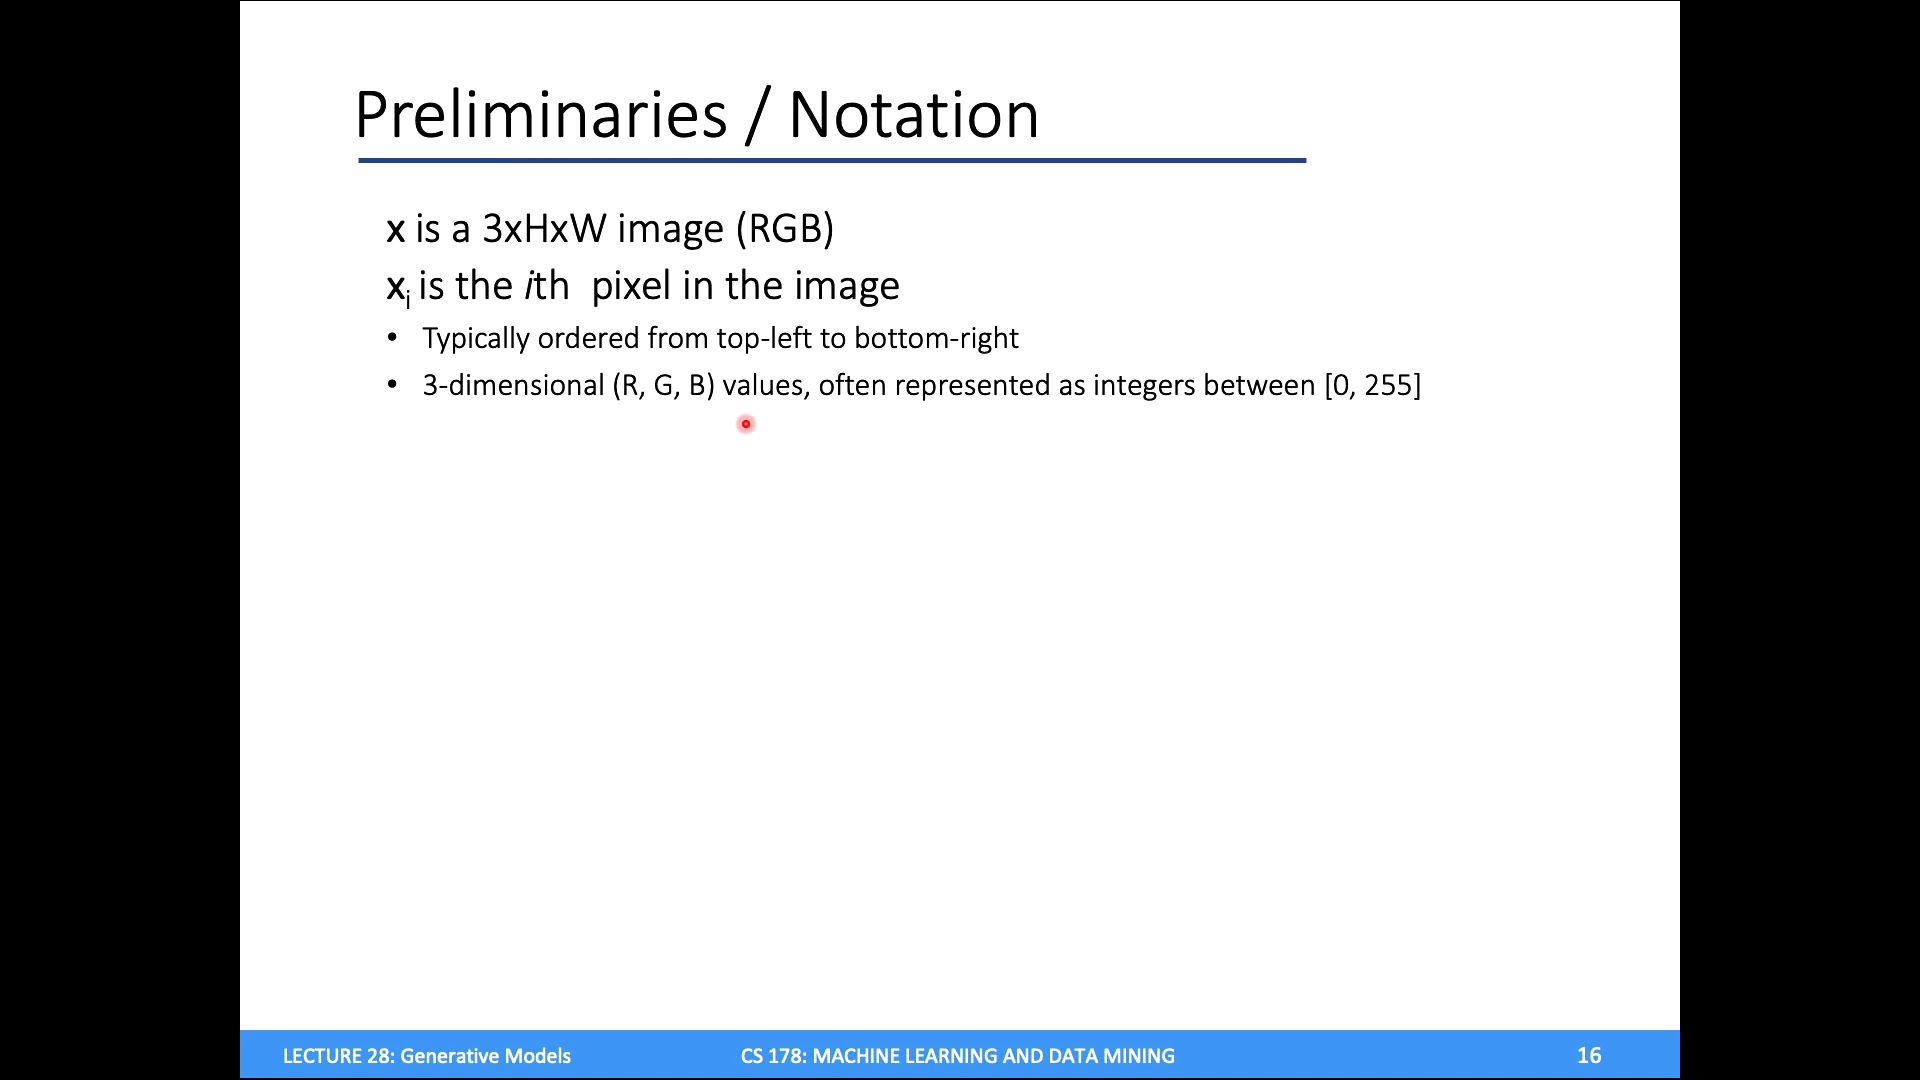 Preliminaries / Notation
x is a 3xHxW image (RGB)
xi is the ith pixel in the image
• Typically ordered from top-left to bottom-right
• 3-dimensional (R, G, B) values, often represented as integers between [0, 255]
LECTURE 28: Generative Models CS 178: MACHINE LEARNING AND DATA MINING 16